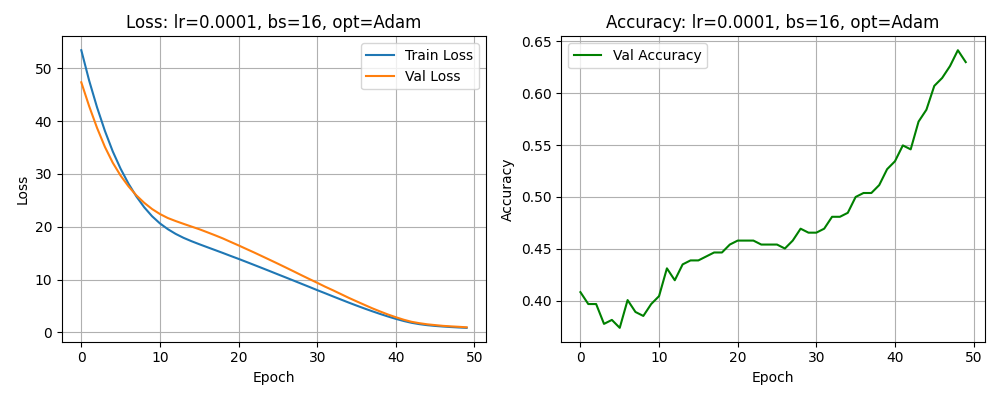 Loss: lr=0.0001, bs=16, opt=Adam
Train Loss
Val Loss
Loss
50
40
30
20
10
0
0 10 20 30 40 50
Epoch
Accuracy: lr=0.0001, bs=16, opt=Adam
Val Accuracy
Accuracy
0.65
0.60
0.55
0.50
0.45
0.40
0 10 20 30 40 50
Epoch